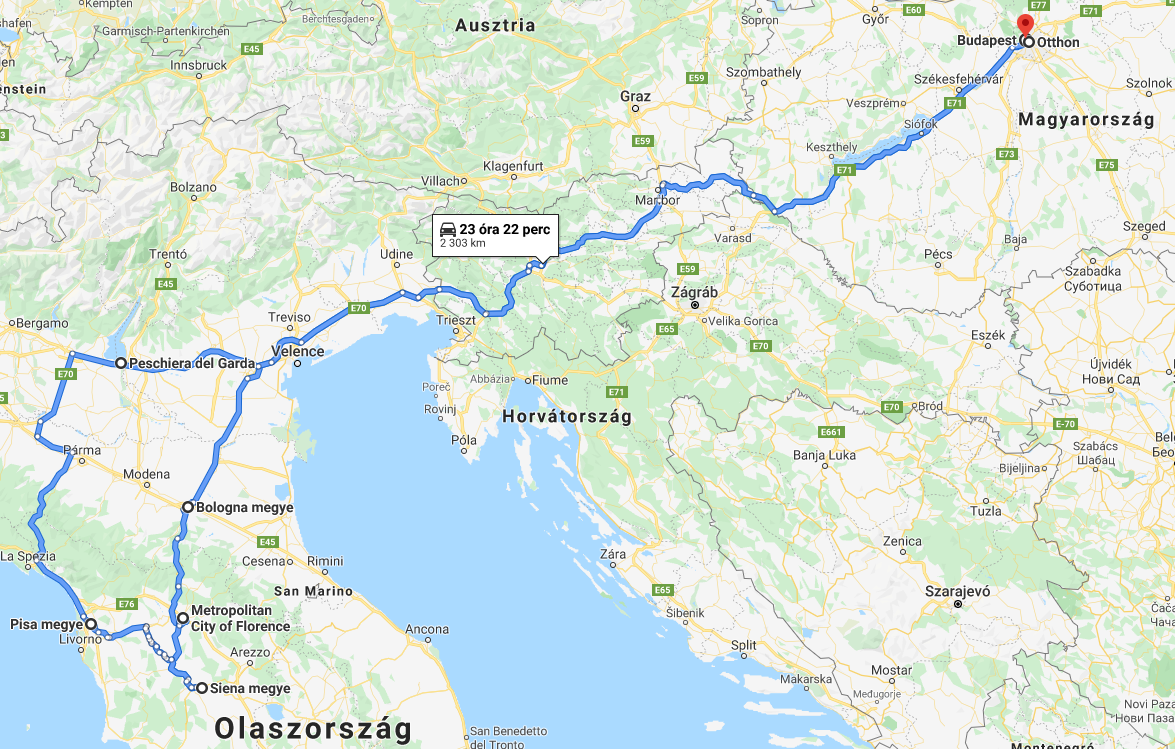 Kempten
Berchtesgaden
Sopron
Győr
E60
E77
E71
Ausztria
Garmisch-Partenkirchen
E45
Budapest
Otthon
Innsbruck
Szombathely
E59
Székesfehérvár
Szolnok
enstein
Graz
Veszprém
E71
Magyarország
3
Siófok
E59
Keszthely
E73
E75
Klagenfurt
Villach
E71
Bolzano
Maribor
23 óra 22 perc
2 303 km
Varasd
Szeged
Baja
Trentó
Udine
Pécs
E45
E59
Szabadka
Суботица
Zágráb
Bergamo
Treviso
E70
Trieszt
Velika Gorica
E65
Eszék
Velence
E70
Peschiera del Garda
Újvidék
Нови Сад
E70
Abbázia
Fiume
Poreč
E71
5
Rovinj
Horvátország
E70
Bród
E-70
Póla
E661
Párma
Banja Luka
Szabács
Шабац
Bijeljina
Modena
Tuzla
Bologna megye
E45
Zenica
La Spezia
Cesena
Rimini
Zára
San Marino
E65
Szarajevó
E76
Metropolitan
City of Florence
Pisa megye
Livorno
Šibenik
Ancona
Arezzo
Split
Mostar
Makarska
Siena megye
Međugorje
Olaszország
San Benedetto
del Tronto